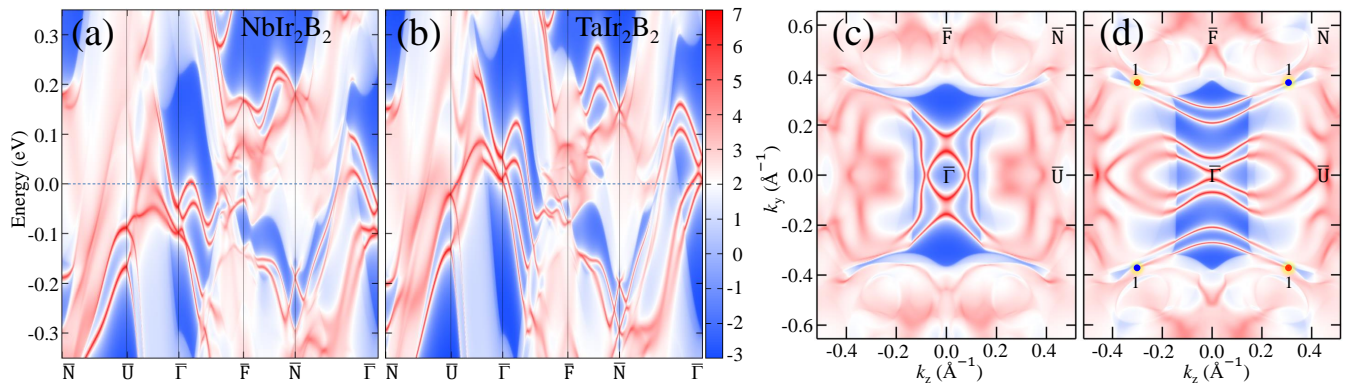 (a) NbIr₂B₂
(b) TaIr₂B₂
Energy (eV)
0.3
0.2
0.1
0.0
-0.1
-0.2
-0.3
N̅ U̅ Γ̅ F̅ N̅ Γ̅
N̅ U̅ Γ̅ F̅ N̅ Γ̅
7
6
5
4
3
2
1
0
-1
-2
-3
(c) F̅ N̅
Γ̅ U̅
k_y (Å⁻¹)
0.6
0.4
0.2
0.0
-0.2
-0.4
-0.6
-0.4 -0.2 0.0 0.2 0.4
k_z (Å⁻¹)
(d) F̅ N̅
1 1
Γ̅ U̅
1 1
-0.4 -0.2 0.0 0.2 0.4
k_z (Å⁻¹)